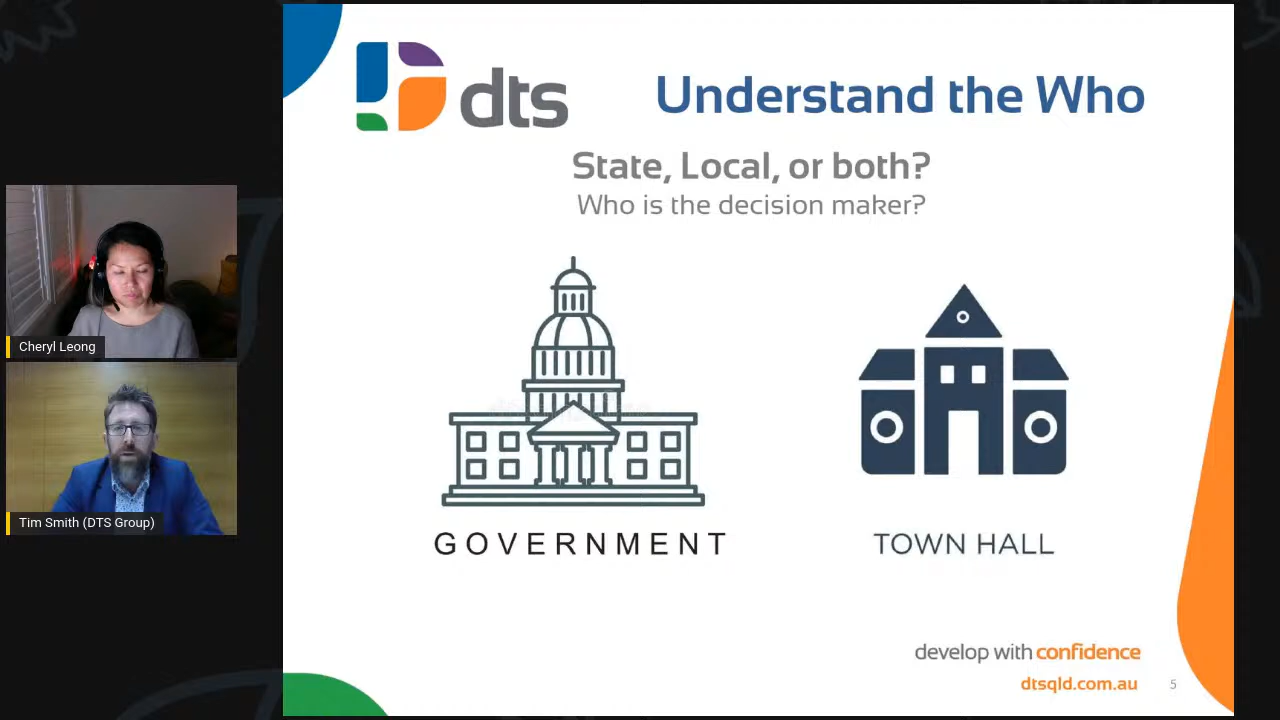 dts
Understand the Who
State, Local, or both?
Who is the decision maker?
Cheryl Leong
Tim Smith (DTS Group)
GOVERNMENT
TOWN HALL
develop with confidence
dtsqld.com.au
5